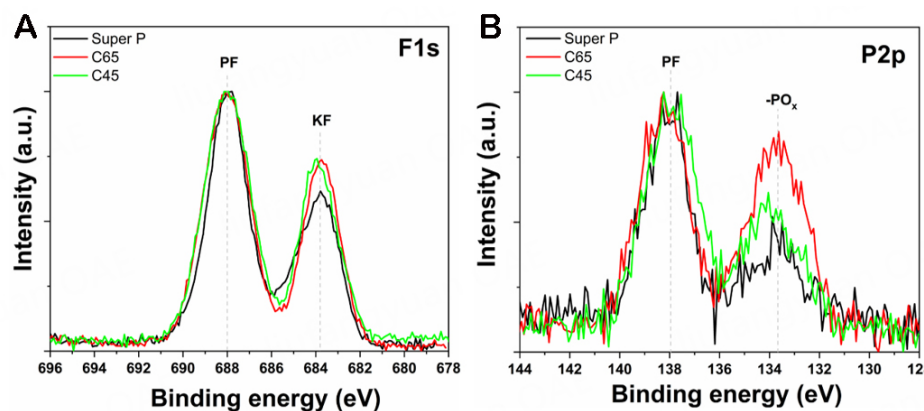 A
F1s
Super P
C65
C45
PF
KF
Intensity (a.u.)
696 694 692 690 688 686 684 682 680 678
Binding energy (eV)
B
P2p
Super P
C65
C45
PF
-POx
Intensity (a.u.)
144 142 140 138 136 134 132 130 12
Binding energy (eV)